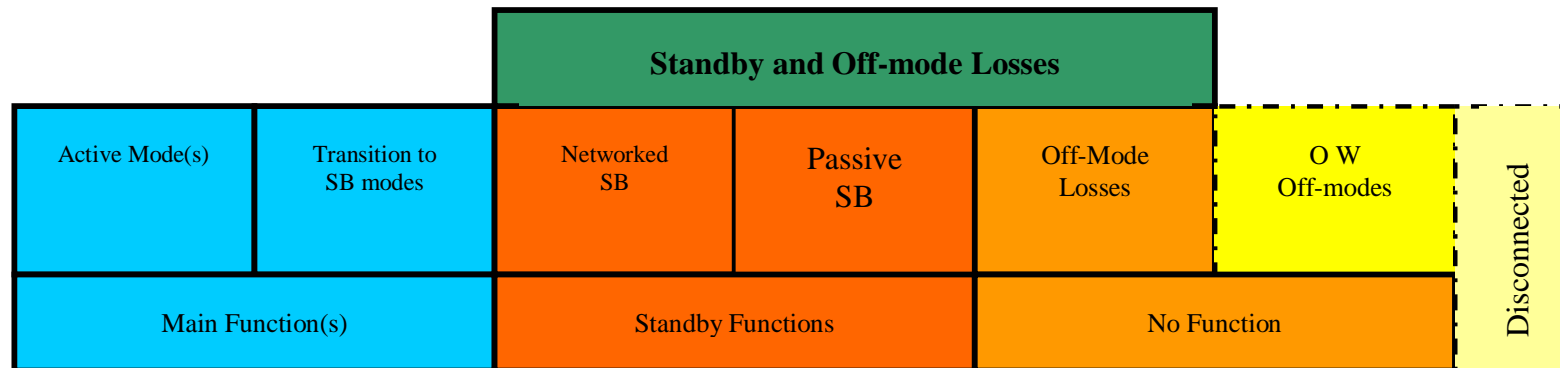 Standby and Off-mode Losses
Active Mode(s)
Transition to
SB modes
Networked
SB
Passive
SB
Off-Mode
Losses
O W
Off-modes
Disconnected
Main Function(s)
Standby Functions
No Function